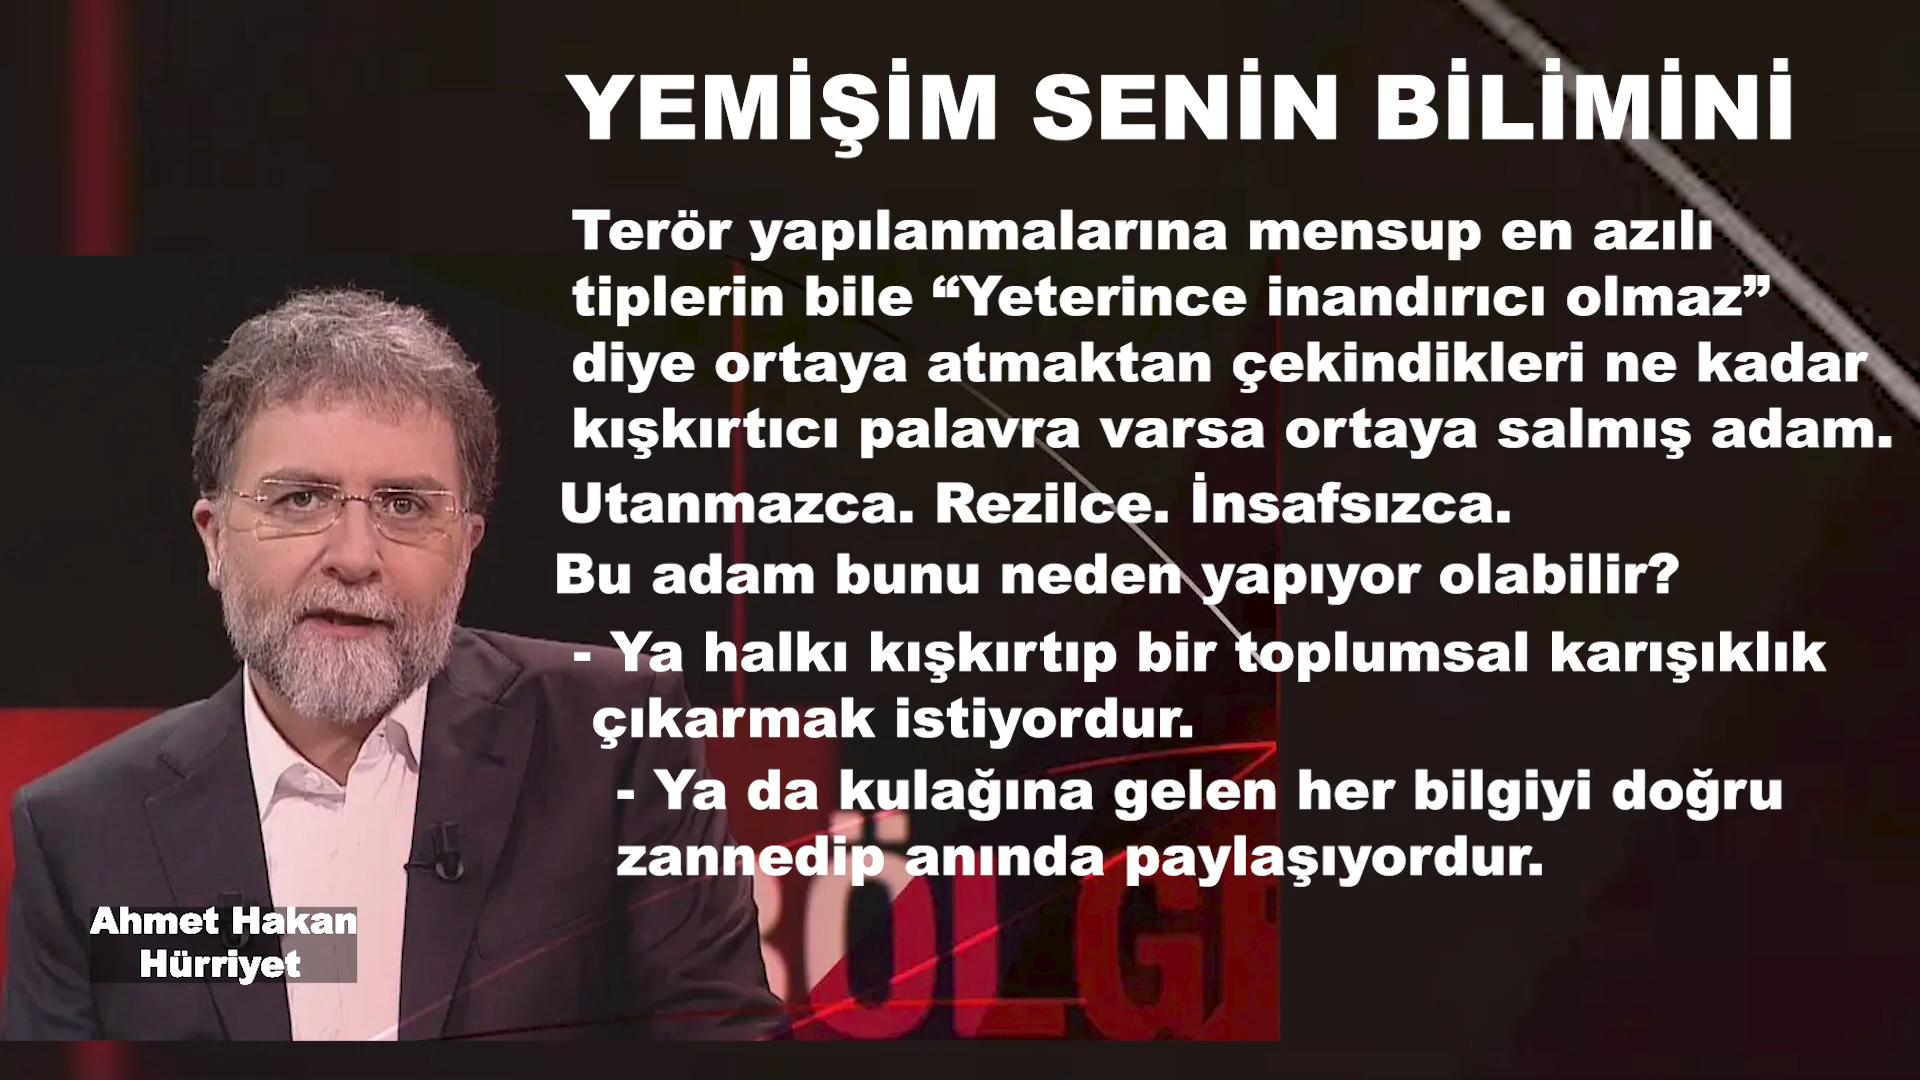 YEMİŞİM SENİN BİLİMİNİ
Terör yapılanmalarına mensup en azılı
tiplerin bile “Yeterince inandırıcı olmaz”
diye ortaya atmaktan çekindikleri ne kadar
kışkırtıcı palavra varsa ortaya salmış adam.
Utanmazca. Rezilce. İnsafsızca.
Bu adam bunu neden yapıyor olabilir?
- Ya halkı kışkırtıp bir toplumsal karışıklık
çıkarmak istiyordur.
- Ya da kulağına gelen her bilgiyi doğru
zannedip anında paylaşıyordur.
Ahmet Hakan
Hürriyet